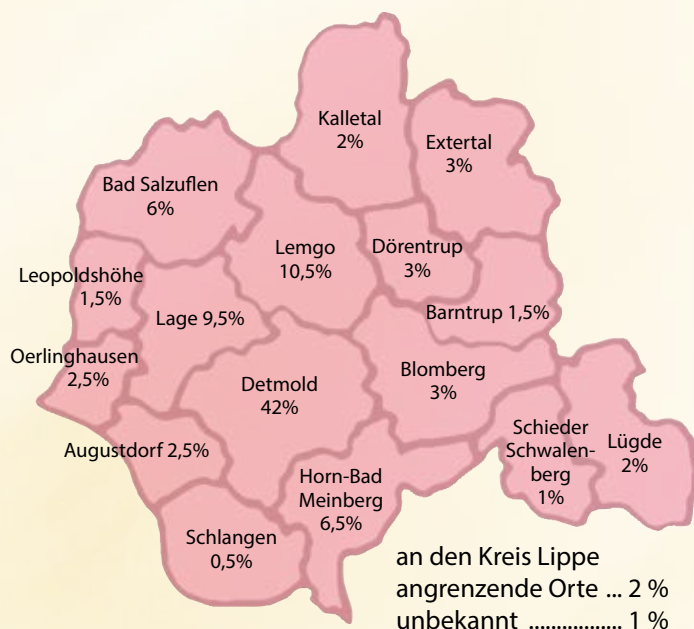 Kalletal
2%
Extertal
3%
Bad Salzuflen
6%
Lemgo
10,5%
Dörentrup
3%
Leopoldshöhe
1,5%
Lage 9,5%
Barntrup 1,5%
Oerlinghausen
2,5%
Detmold
42%
Blomberg
3%
Augustdorf 2,5%
Schieder
Schwalen-
berg
1%
Lügde
2%
Horn-Bad
Meinberg
6,5%
Schlangen
0,5%
an den Kreis Lippe
angrenzende Orte ... 2 %
unbekannt ................. 1 %